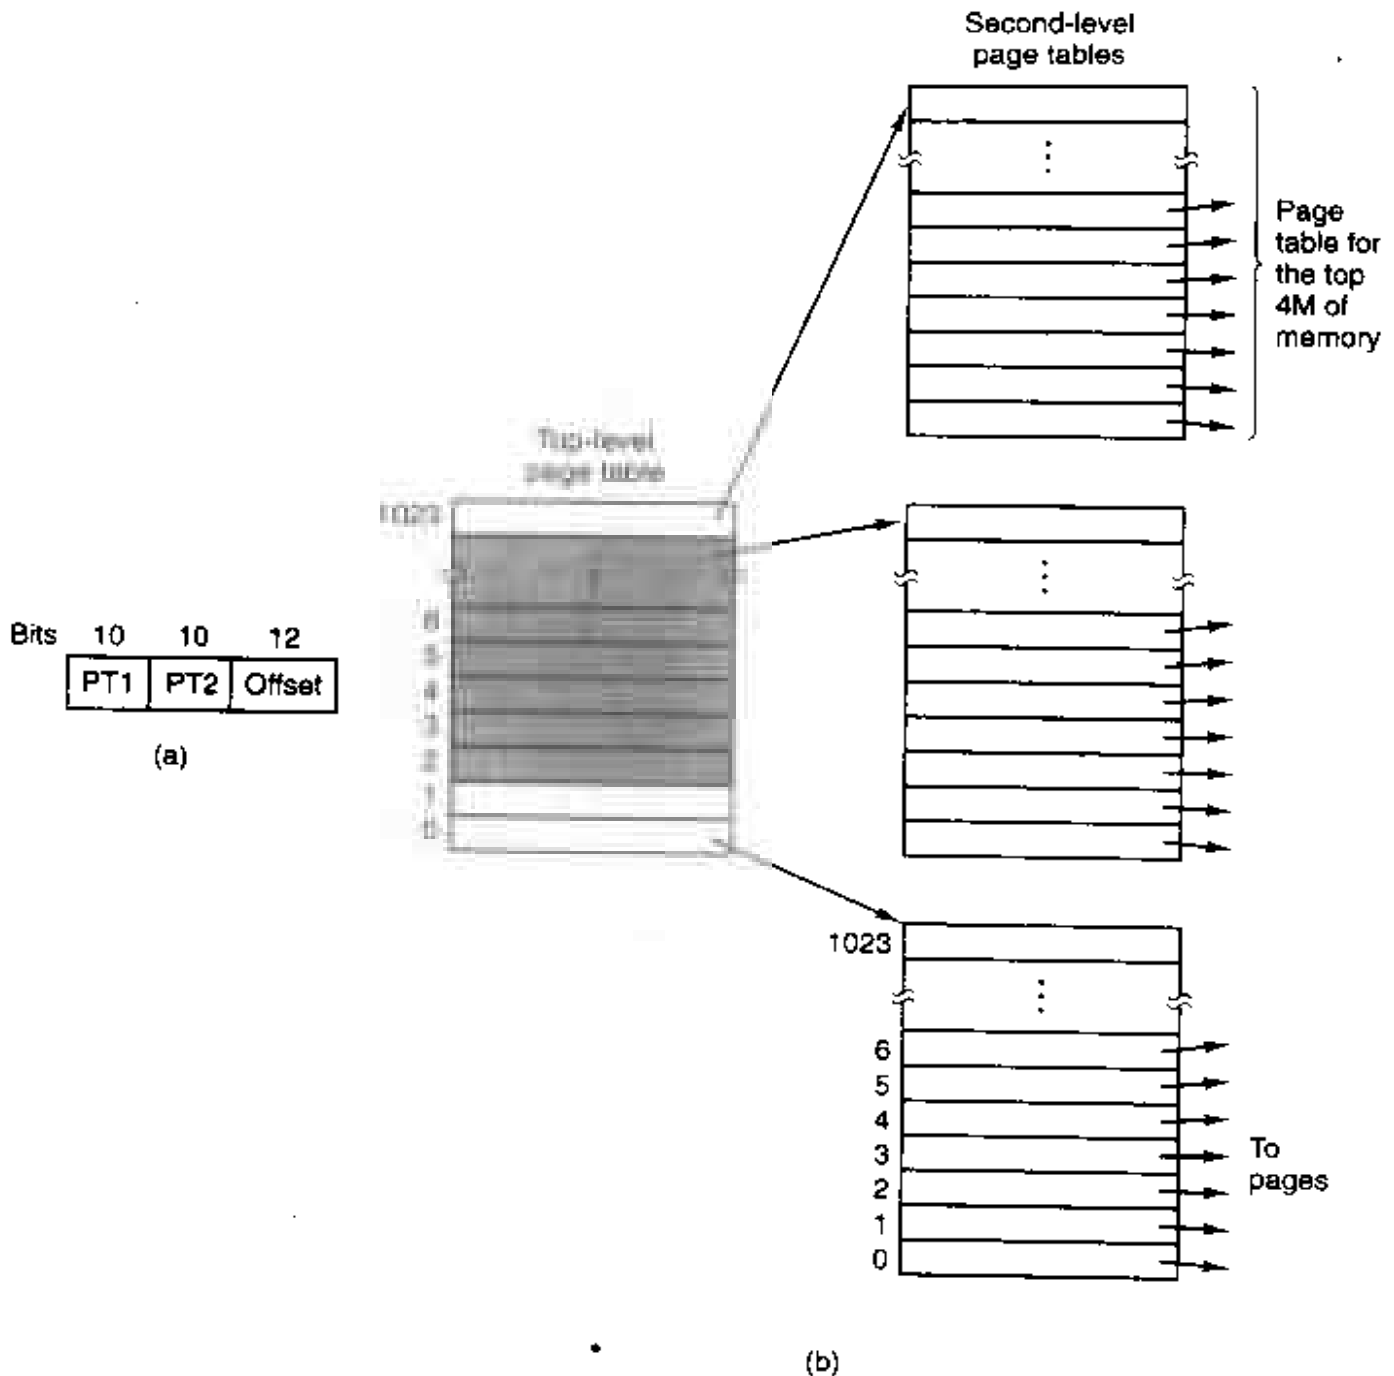 Second-level
page tables
Page
table for
the top
4M of
memory
Top-level
page table
1023
6
5
4
3
2
1
0
Bits 10 10 12
PT1 PT2 Offset
(a)
1023
6
5
4
3
2
1
0
To
pages
(b)